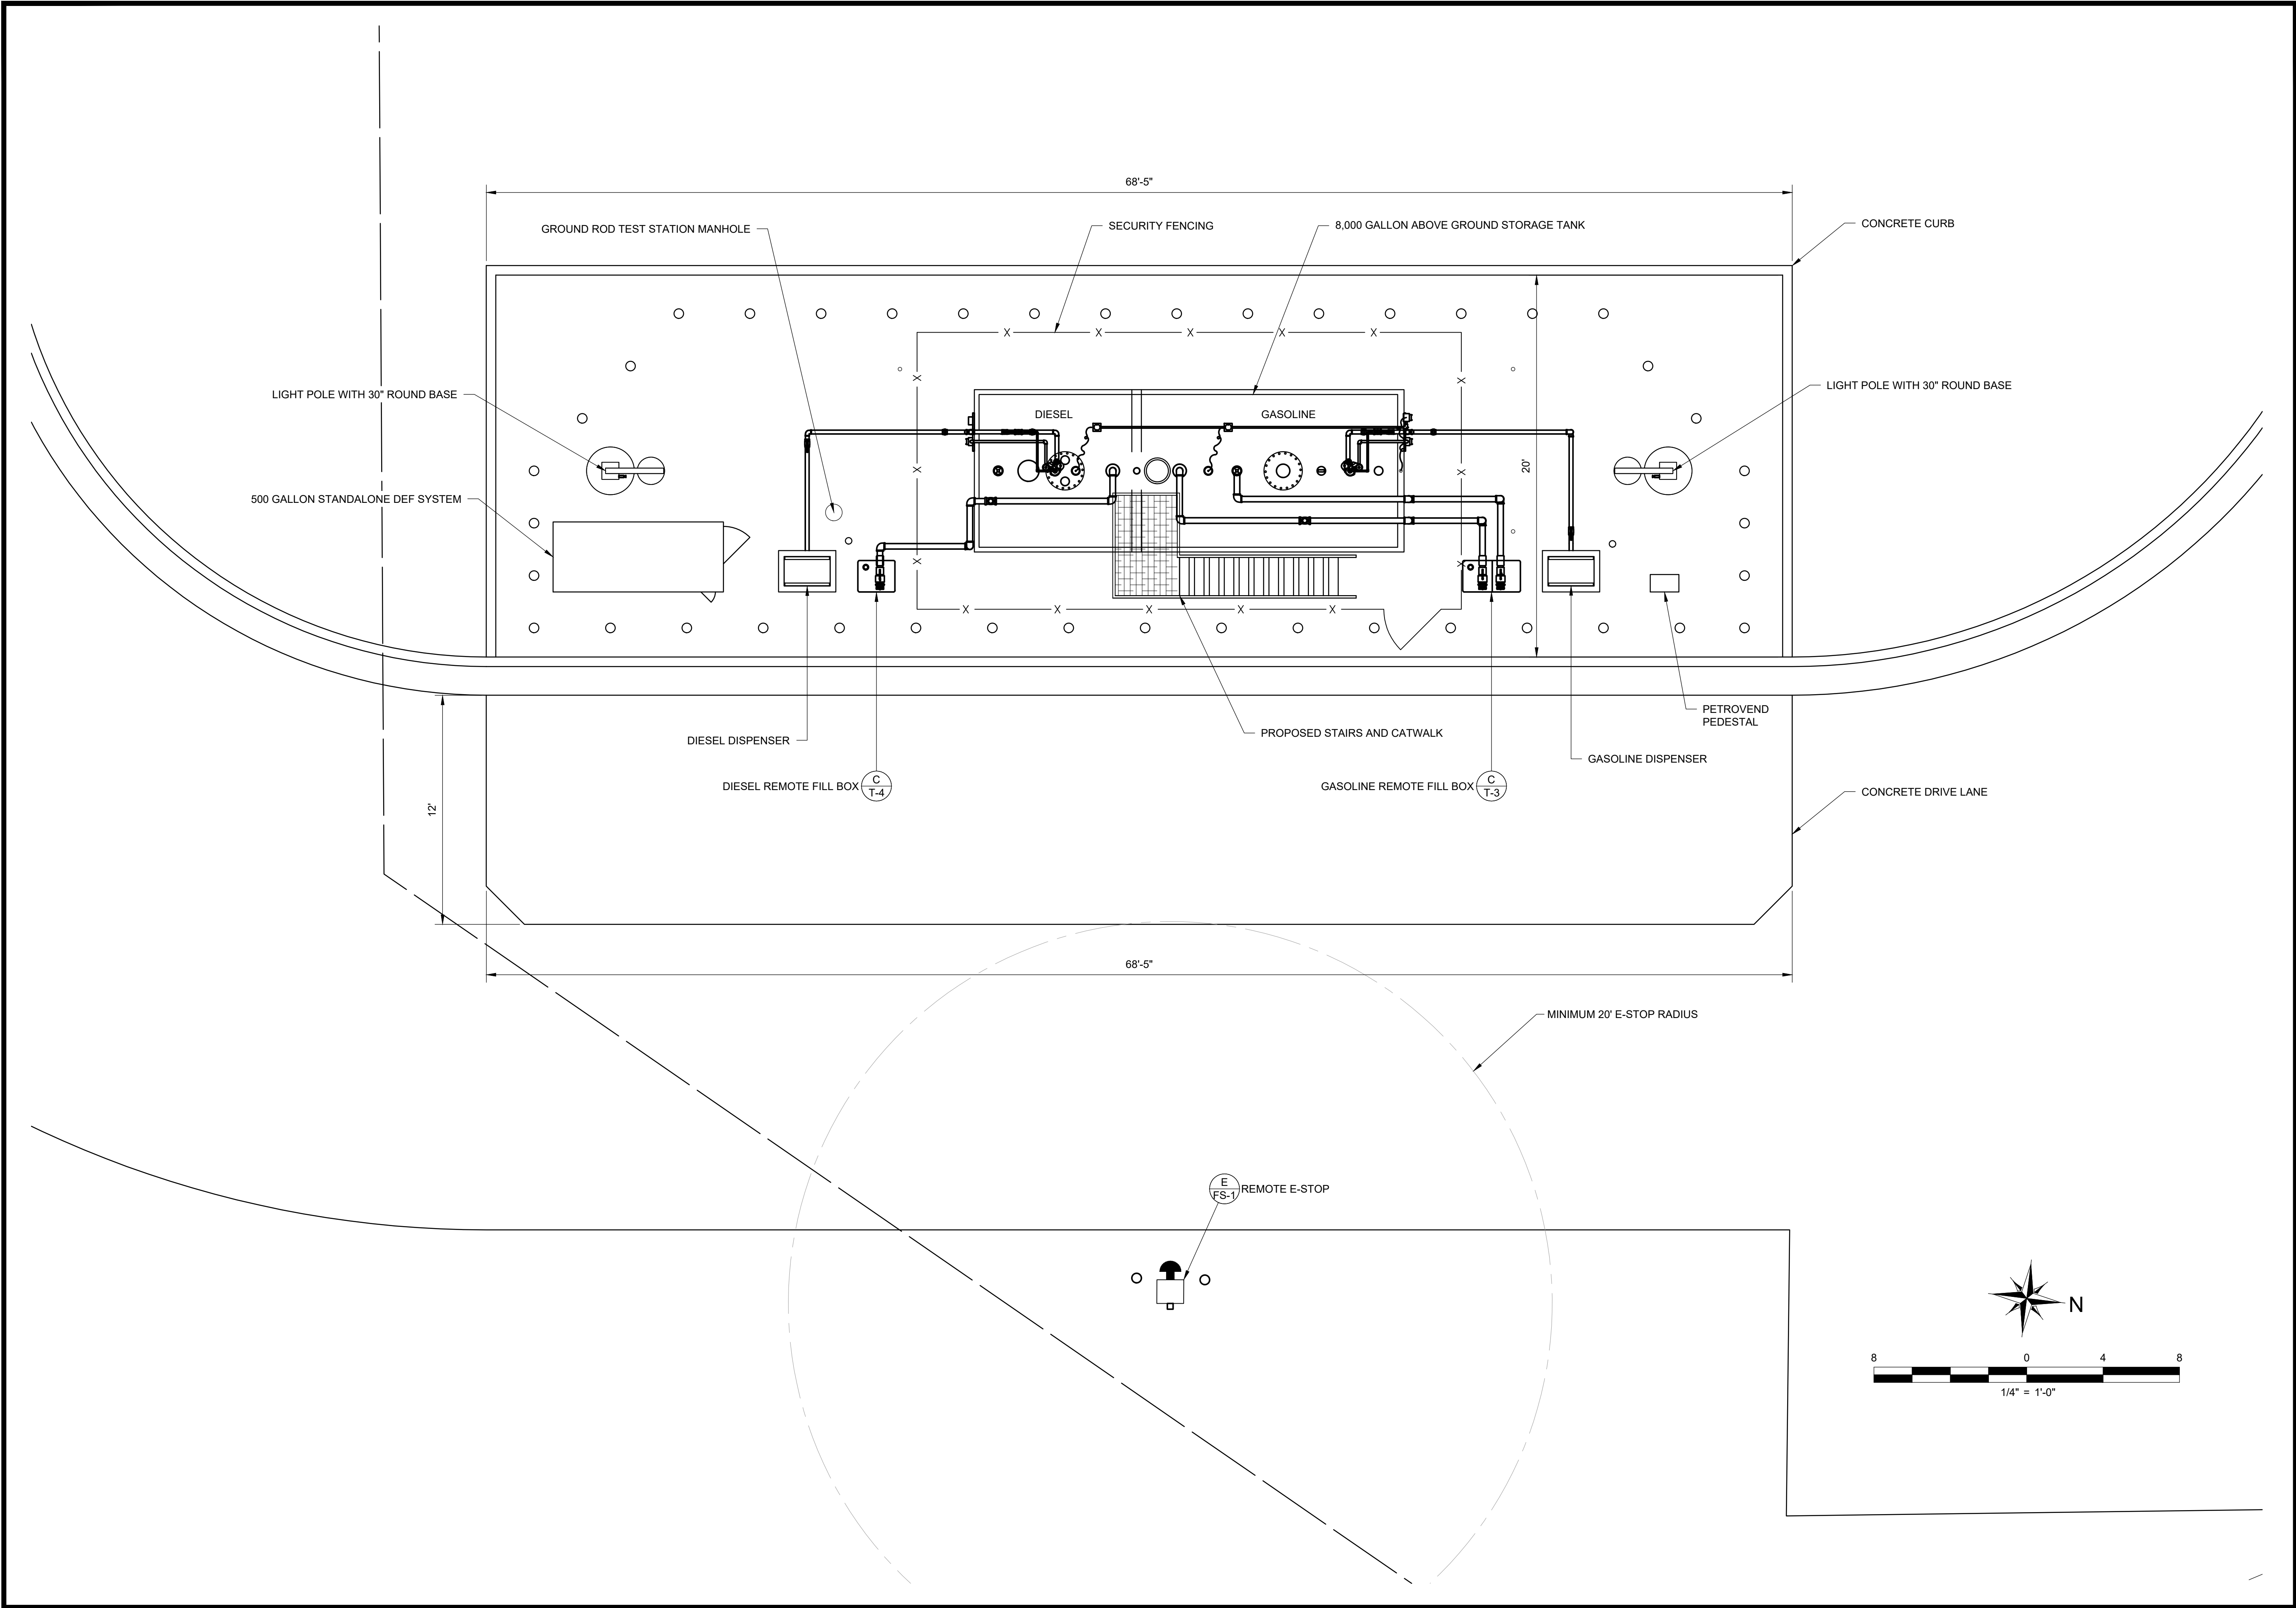 68'-5"
GROUND ROD TEST STATION MANHOLE
SECURITY FENCING
8,000 GALLON ABOVE GROUND STORAGE TANK
CONCRETE CURB
X X X X X
X
X
LIGHT POLE WITH 30" ROUND BASE
LIGHT POLE WITH 30" ROUND BASE
DIESEL
GASOLINE
20'
X
X
500 GALLON STANDALONE DEF SYSTEM
X
X
X X X X X
PETROVEND
PEDESTAL
DIESEL DISPENSER
PROPOSED STAIRS AND CATWALK
GASOLINE DISPENSER
DIESEL REMOTE FILL BOX
C
T-4
GASOLINE REMOTE FILL BOX
C
T-3
CONCRETE DRIVE LANE
12'
68'-5"
MINIMUM 20' E-STOP RADIUS
E
FS-1
REMOTE E-STOP
N
8 0 4 8
1/4" = 1'-0"